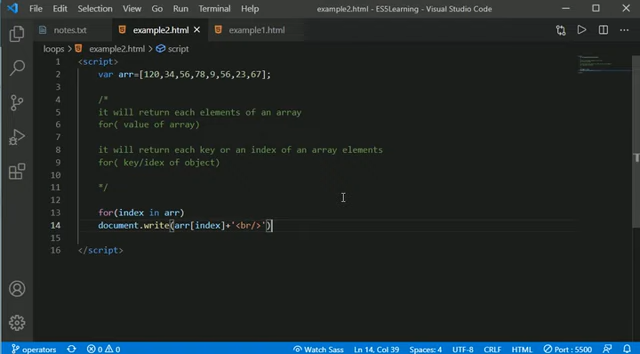 File Edit Selection View Go Run Terminal Help example2.html - ES5Learning - Visual Studio Code
notes.txt example2.html example1.html
loops > example2.html > script
1 <script>
2 var arr=[120,34,56,78,9,56,23,67];
3
4 /*
5 it will return each elements of an array
6 for( value of array)
7
8 it will return each key or an index of an array elements
9 for( key/idex of object)
10
11 */
12
13 for(index in arr)
14 document.write(arr[index]+'<br/>')
15
16 </script>
operators 0 0 Watch Sass Ln 14, Col 39 Spaces: 4 UTF-8 CRLF HTML Port : 5500